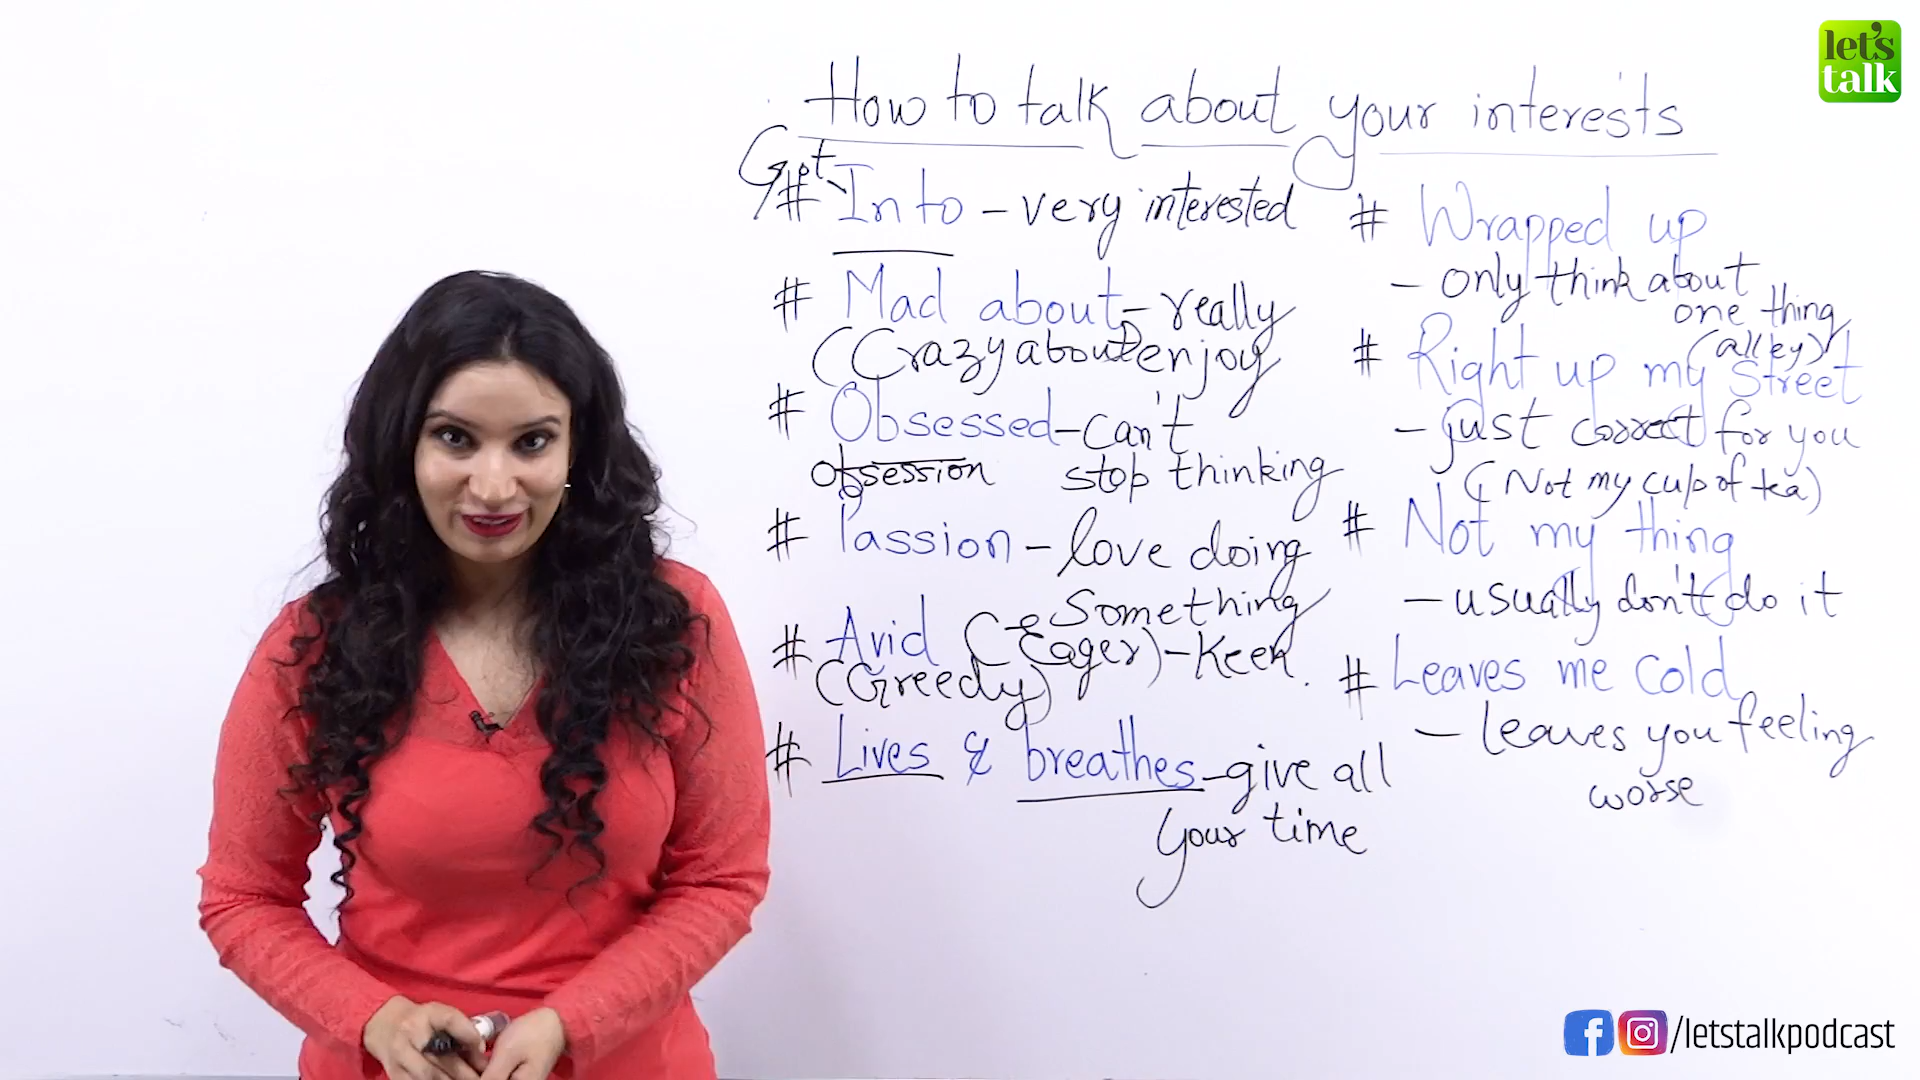 let's
talk
How to talk about your interests
Get
# Into - very interested
# Mad about - really
(Crazy about) enjoy
# Obsessed - can't
obsession stop thinking
# Passion - love doing
something
# Avid (Eager) - Keen.
(Greedy)
# Lives & breathes - give all
your time
# Wrapped up
- only think about
one thing
(alley)
# Right up my Street
- just correct for you
(Not my cup of tea)
# Not my thing
- usually don't do it
# Leaves me cold
- leaves you feeling
worse
/letstalkpodcast